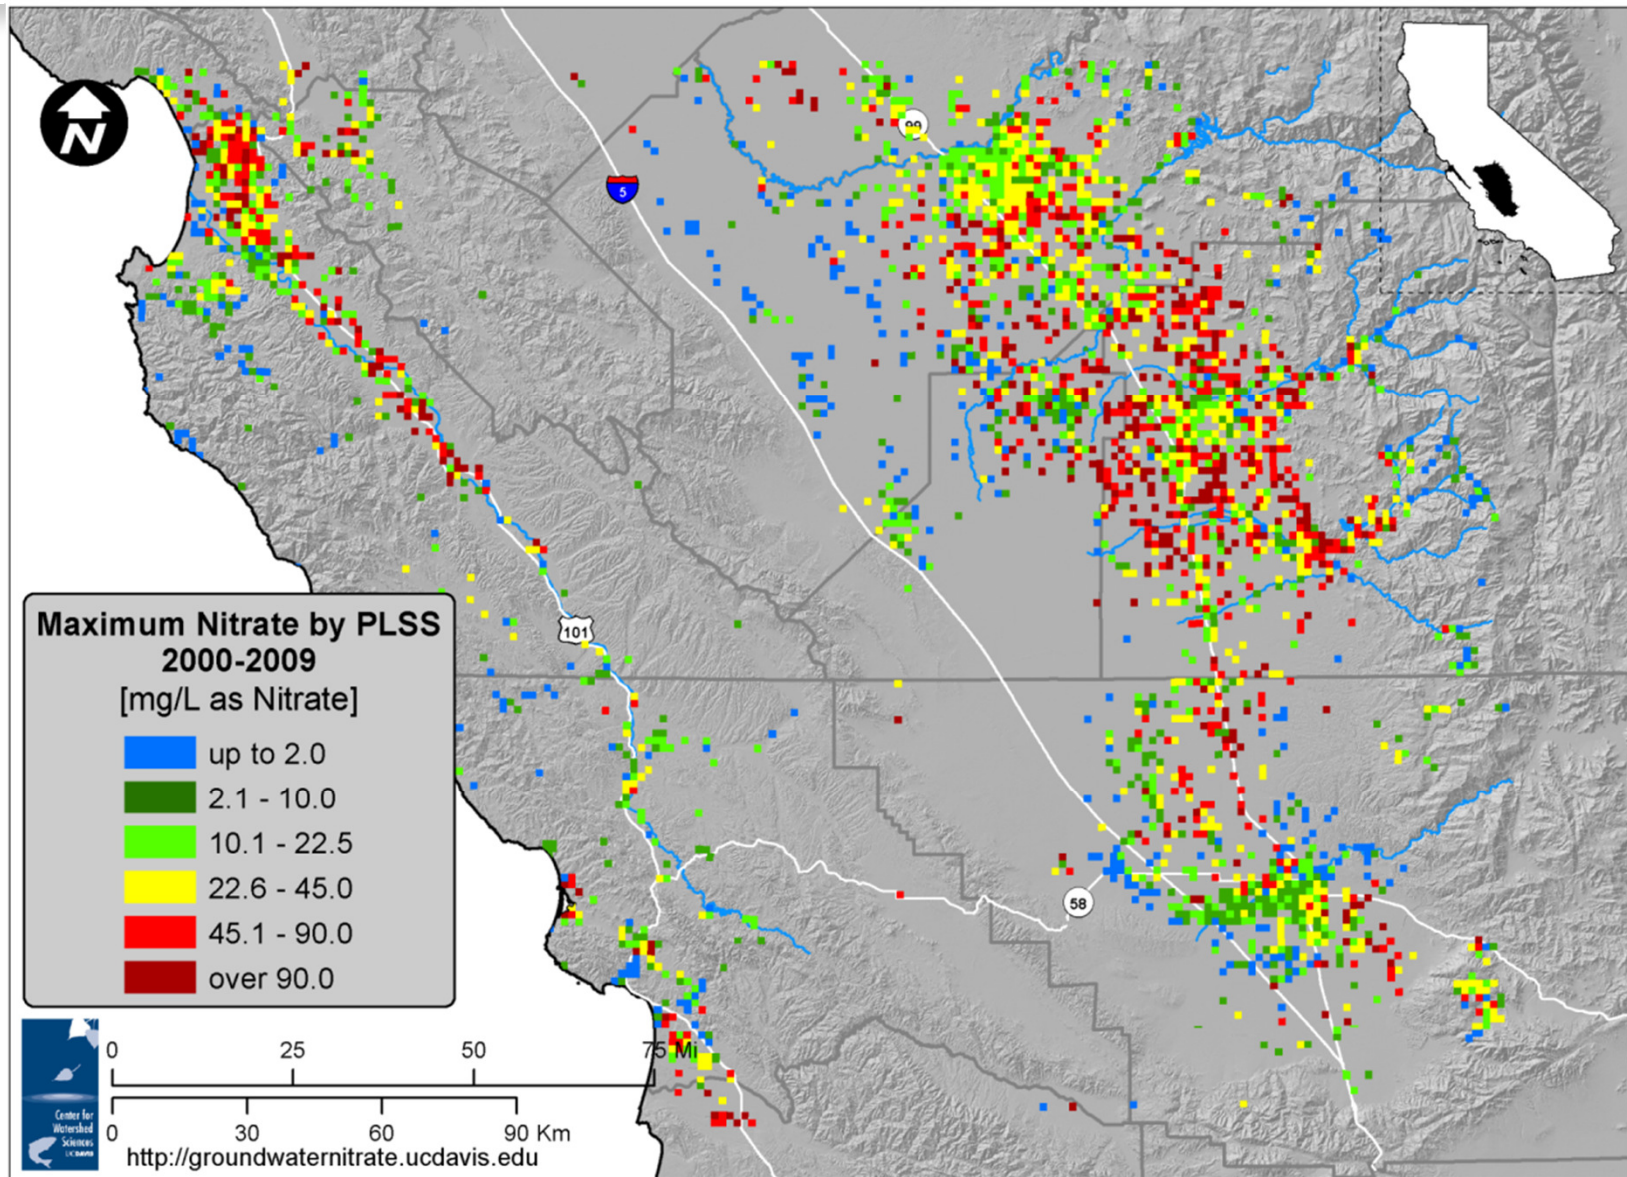 N
5
99
101
58
Maximum Nitrate by PLSS
2000-2009
[mg/L as Nitrate]
up to 2.0
2.1 - 10.0
10.1 - 22.5
22.6 - 45.0
45.1 - 90.0
over 90.0
0 25 50 75 Mi
0 30 60 90 Km
Center for
Watershed
Sciences
UC DAVIS
http://groundwaternitrate.ucdavis.edu